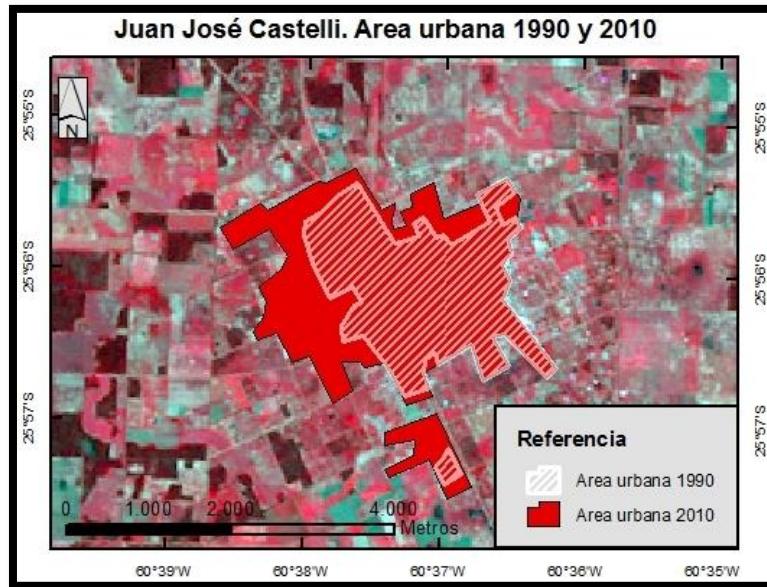 Juan José Castelli. Area urbana 1990 y 2010
N
25°55'S
25°55'S
25°56'S
25°56'S
25°57'S
25°57'S
Referencia
Area urbana 1990
Area urbana 2010
0 1.000 2.000 4.000
Metros
60°39'W 60°38'W 60°37'W 60°36'W 60°35'W